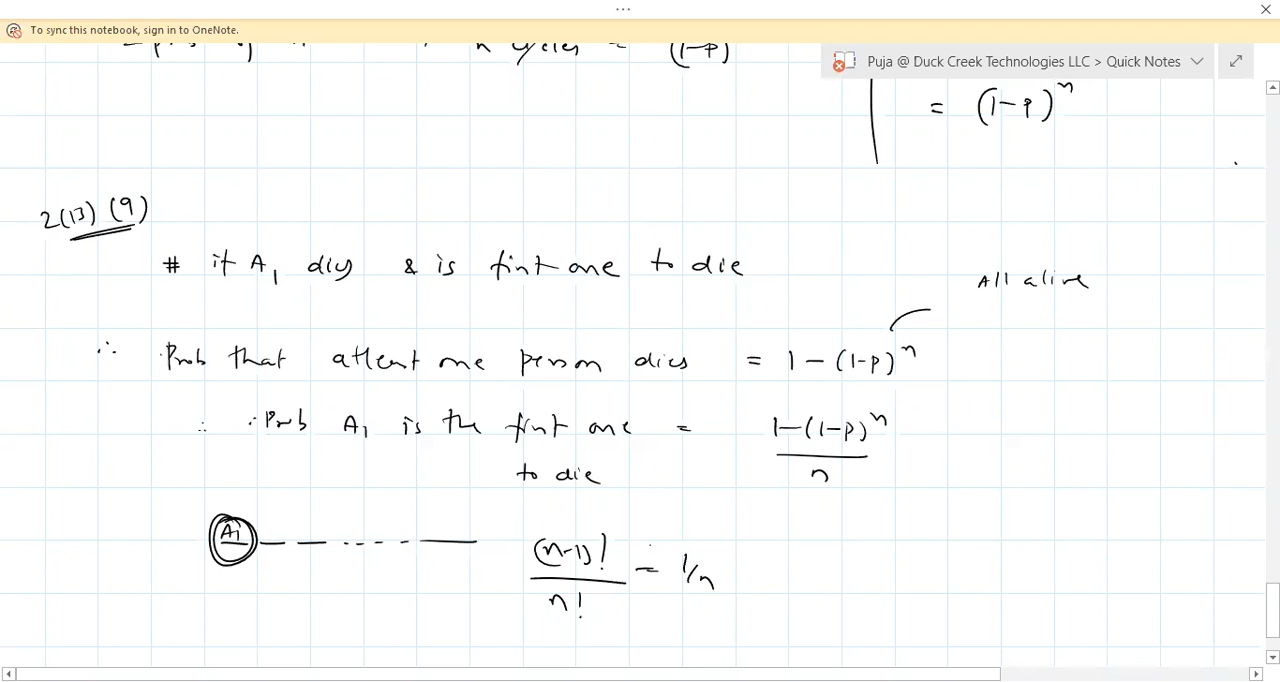 To sync this notebook, sign in to OneNote.
Puja @ Duck Creek Technologies LLC > Quick Notes
n cycles = (1-p)
= (1-p)^n
2(13) (9)
# if A₁ dies & is first one to die
All alive
∴ Prob that atleast one person dies = 1 - (1-p)^n
∴ Prob A₁ is the first one = 1-(1-p)^n / n
to die
A₁ — — - - - —— (n-1)! / n! = 1/n